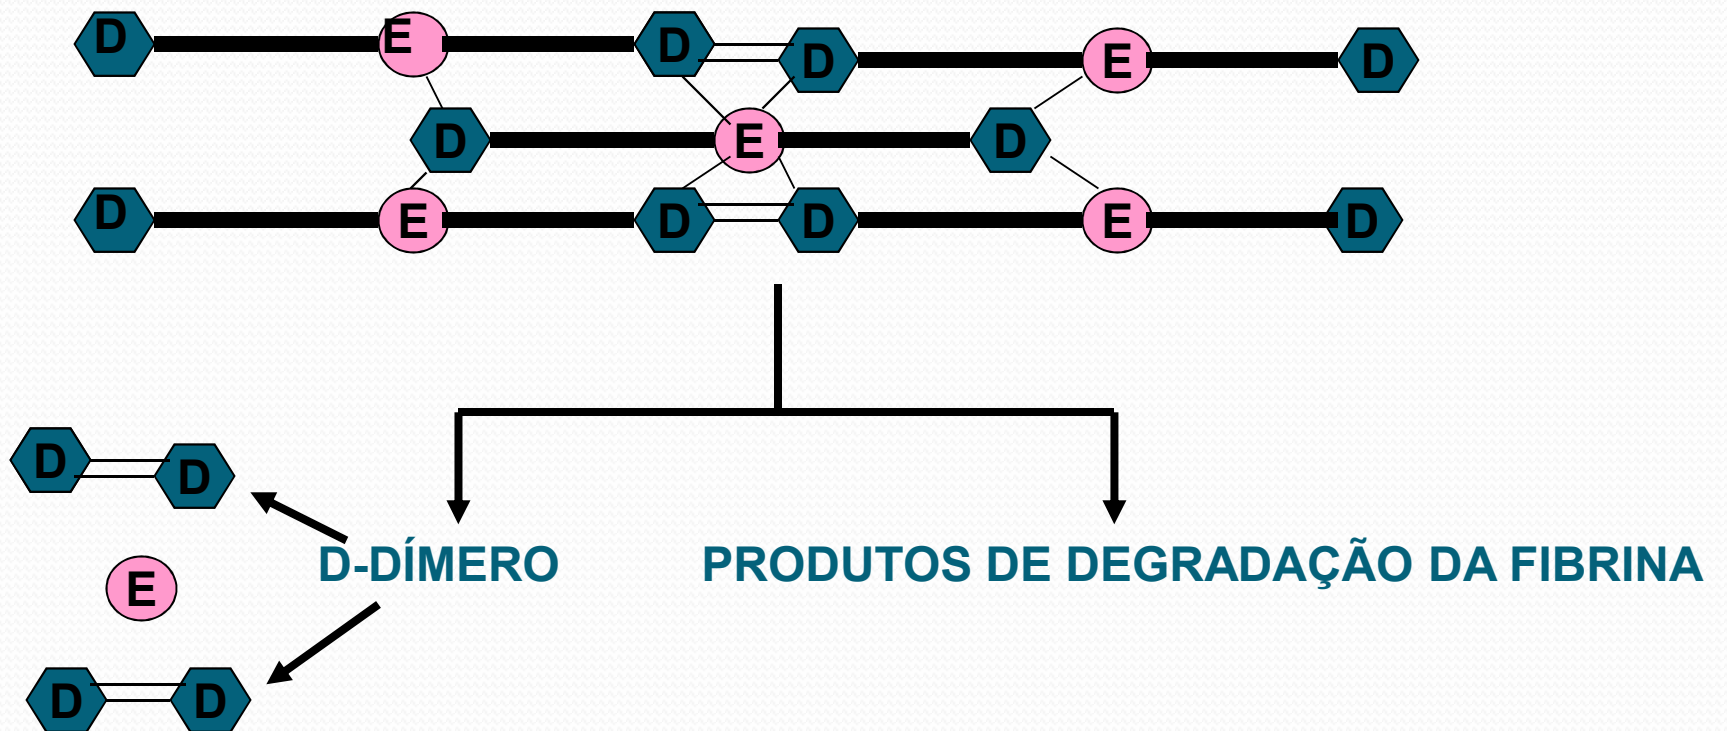 D E D D E D
D E D
D E D D E D
D D
D-DÍMERO PRODUTOS DE DEGRADAÇÃO DA FIBRINA
E
D D